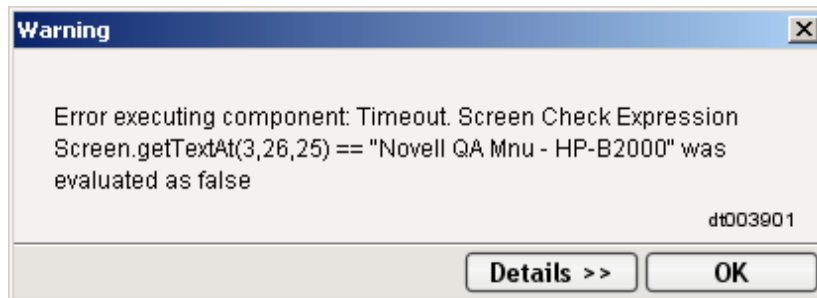 Warning
Error executing component: Timeout. Screen Check Expression
Screen.getTextAt(3,26,25) == "Novell QA Mnu - HP-B2000" was
evaluated as false
dt003901
Details >>
OK